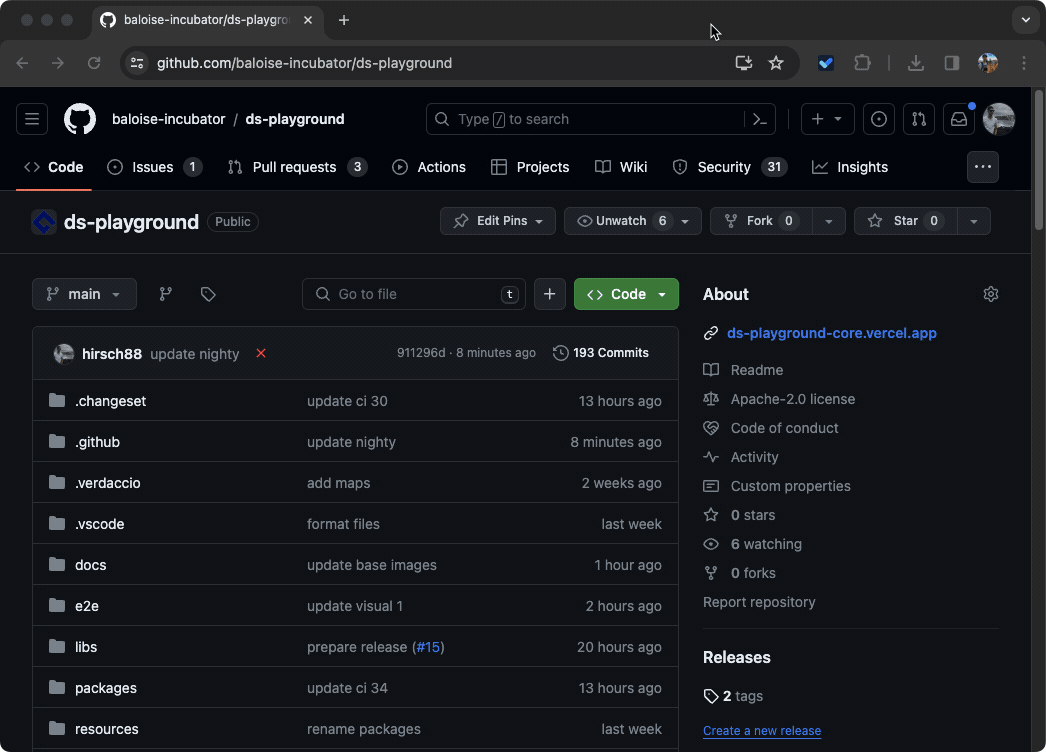 baloise-incubator/ds-playgro
github.com/baloise-incubator/ds-playground
baloise-incubator / ds-playground
Type / to search
Code
Issues 1
Pull requests 3
Actions
Projects
Wiki
Security 31
Insights
ds-playground Public
Edit Pins
Unwatch 6
Fork 0
Star 0
main
Go to file t
Code
hirsch88 update nighty
911296d · 8 minutes ago
193 Commits
.changeset update ci 30 13 hours ago
.github update nighty 8 minutes ago
.verdaccio add maps 2 weeks ago
.vscode format files last week
docs update base images 1 hour ago
e2e update visual 1 2 hours ago
libs prepare release (#15) 20 hours ago
packages update ci 34 13 hours ago
resources rename packages last week
About
ds-playground-core.vercel.app
Readme
Apache-2.0 license
Code of conduct
Activity
Custom properties
0 stars
6 watching
0 forks
Report repository
Releases
2 tags
Create a new release